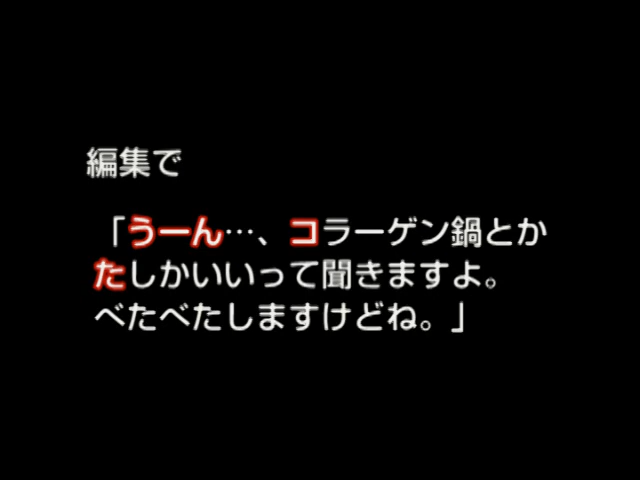 編集で
「うーん…、コラーゲン鍋とか
たしかいいって聞きますよ。
べたべたしますけどね。」